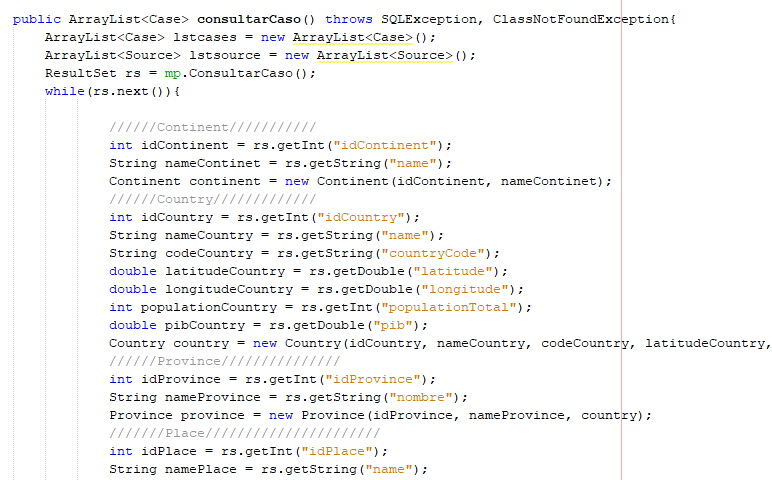 public ArrayList<Case> consultarCaso() throws SQLException, ClassNotFoundException{
ArrayList<Case> lstcases = new ArrayList<Case>();
ArrayList<Source> lstsource = new ArrayList<Source>();
ResultSet rs = mp.ConsultarCaso();
while(rs.next()){
//////Continent///////////
int idContinent = rs.getInt("idContinent");
String nameContinet = rs.getString("name");
Continent continent = new Continent(idContinent, nameContinet);
//////Country/////////////
int idCountry = rs.getInt("idCountry");
String nameCountry = rs.getString("name");
String codeCountry = rs.getString("countryCode");
double latitudeCountry = rs.getDouble("latitude");
double longitudeCountry = rs.getDouble("longitude");
int populationCountry = rs.getInt("populationTotal");
double pibCountry = rs.getDouble("pib");
Country country = new Country(idCountry, nameCountry, codeCountry, latitudeCountry,
//////Province///////////////
int idProvince = rs.getInt("idProvince");
String nameProvince = rs.getString("nombre");
Province province = new Province(idProvince, nameProvince, country);
///////Place//////////////////////
int idPlace = rs.getInt("idPlace");
String namePlace = rs.getString("name");